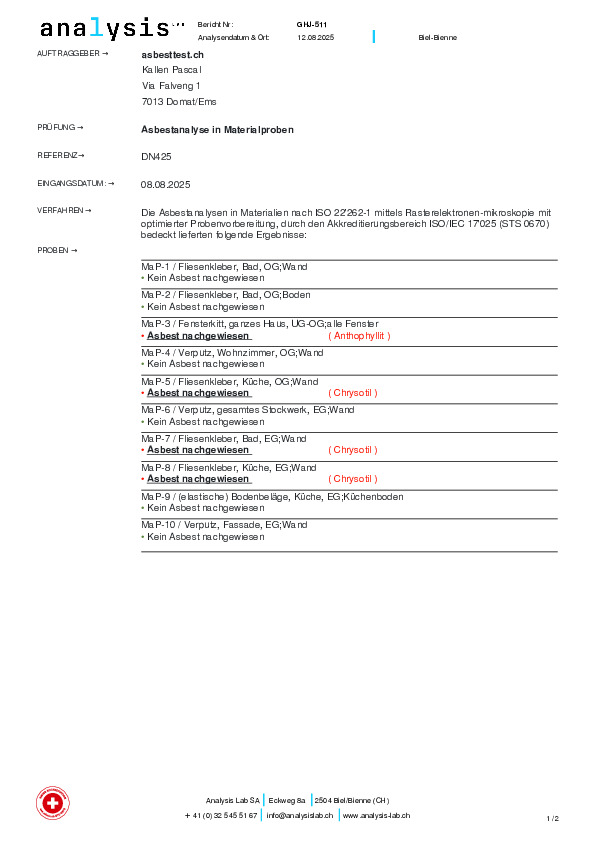 analysis
Bericht Nr: GHJ-511
Analysendatum & Ort: 12.08.2025 Biel-Bienne
AUFTRAGGEBER → asbesttest.ch
Kallen Pascal
Via Falveng 1
7013 Domat/Ems
PRÜFUNG → Asbestanalyse in Materialproben
REFERENZ→ DN425
EINGANGSDATUM: → 08.08.2025
VERFAHREN → Die Asbestanalysen in Materialien nach ISO 22'262-1 mittels Rasterelektronen-mikroskopie mit
optimierter Probenvorbereitung, durch den Akkreditierungsbereich ISO/IEC 17'025 (STS 0670)
bedeckt lieferten folgende Ergebnisse:
PROBEN →
MaP-1 / Fliesenkleber, Bad, OG;Wand
• Kein Asbest nachgewiesen
MaP-2 / Fliesenkleber, Bad, OG;Boden
• Kein Asbest nachgewiesen
MaP-3 / Fensterkitt, ganzes Haus, UG-OG;alle Fenster
• Asbest nachgewiesen ( Anthophyllit )
MaP-4 / Verputz, Wohnzimmer, OG;Wand
• Kein Asbest nachgewiesen
MaP-5 / Fliesenkleber, Küche, OG;Wand
• Asbest nachgewiesen ( Chrysotil )
MaP-6 / Verputz, gesamtes Stockwerk, EG;Wand
• Kein Asbest nachgewiesen
MaP-7 / Fliesenkleber, Bad, EG;Wand
• Asbest nachgewiesen ( Chrysotil )
MaP-8 / Fliesenkleber, Küche, EG;Wand
• Asbest nachgewiesen ( Chrysotil )
MaP-9 / (elastische) Bodenbeläge, Küche, EG;Küchenboden
• Kein Asbest nachgewiesen
MaP-10 / Verputz, Fassade, EG;Wand
• Kein Asbest nachgewiesen
Analysis Lab SA | Eckweg 8a | 2504 Biel/Bienne (CH)
+ 41 (0) 32 545 51 67 | info@analysislab.ch | www.analysis-lab.ch
1 / 2